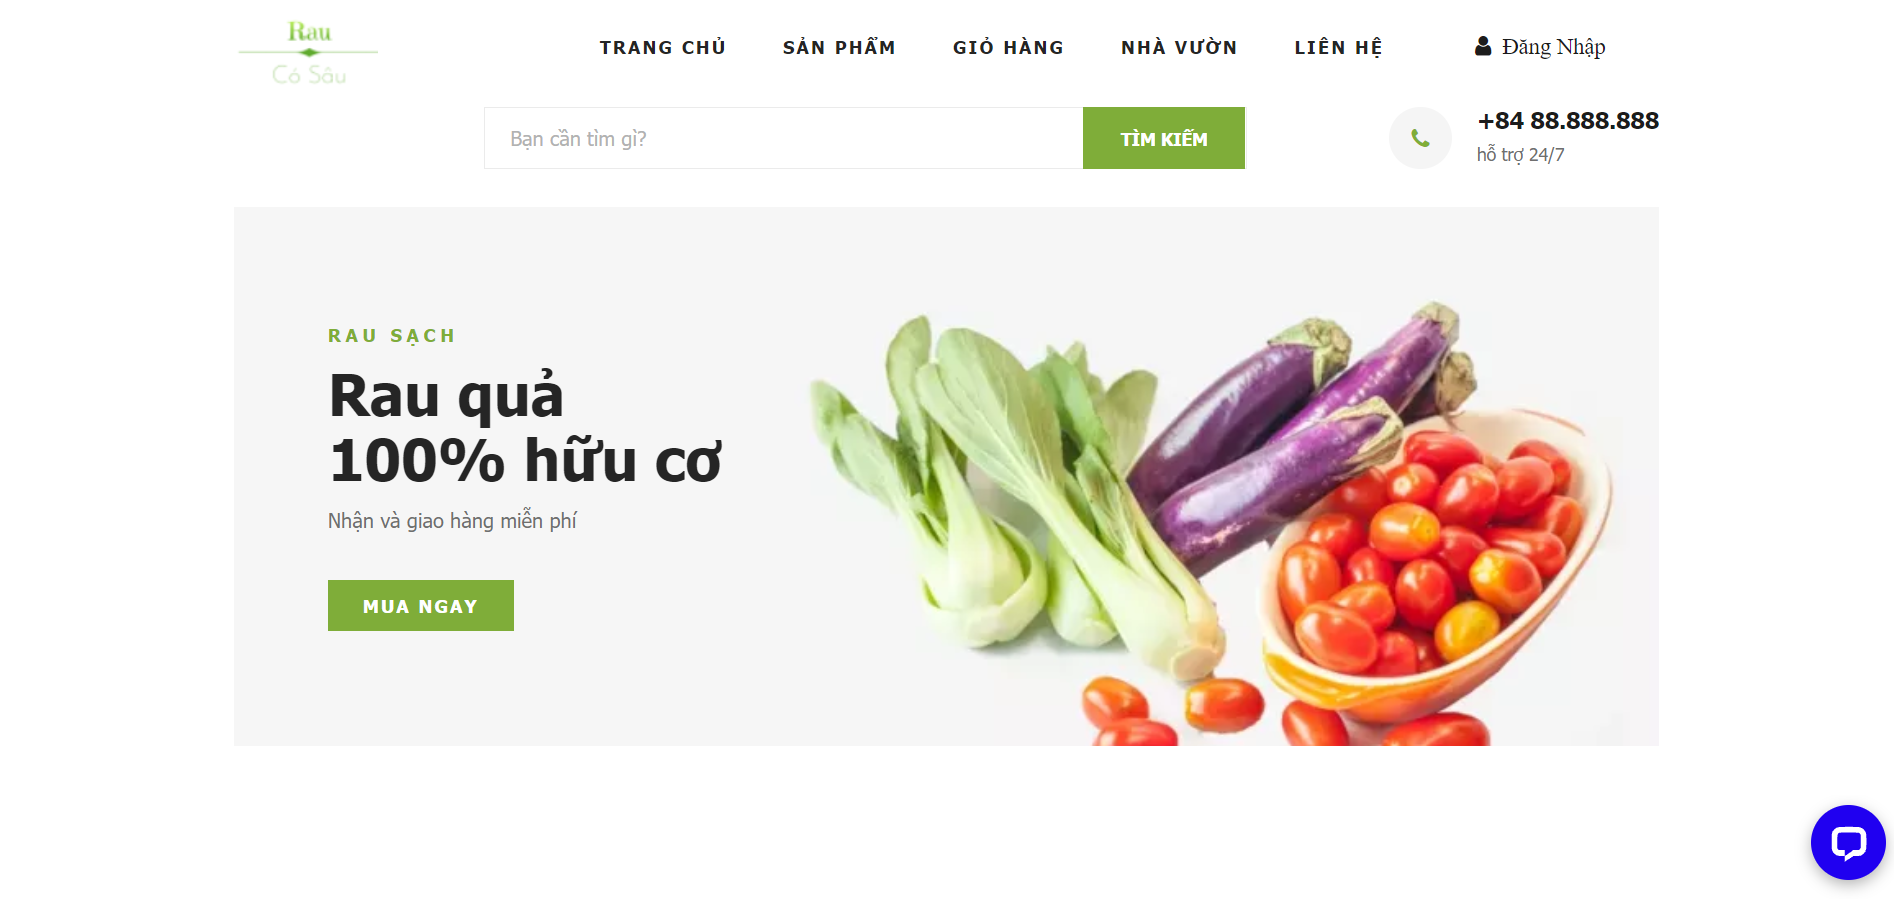 Rau
Có Sâu
TRANG CHỦ
SẢN PHẨM
GIỎ HÀNG
NHÀ VƯỜN
LIÊN HỆ
Đăng Nhập
Bạn cần tìm gì?
TÌM KIẾM
+84 88.888.888
hỗ trợ 24/7
RAU SẠCH
Rau quả
100% hữu cơ
Nhận và giao hàng miễn phí
MUA NGAY